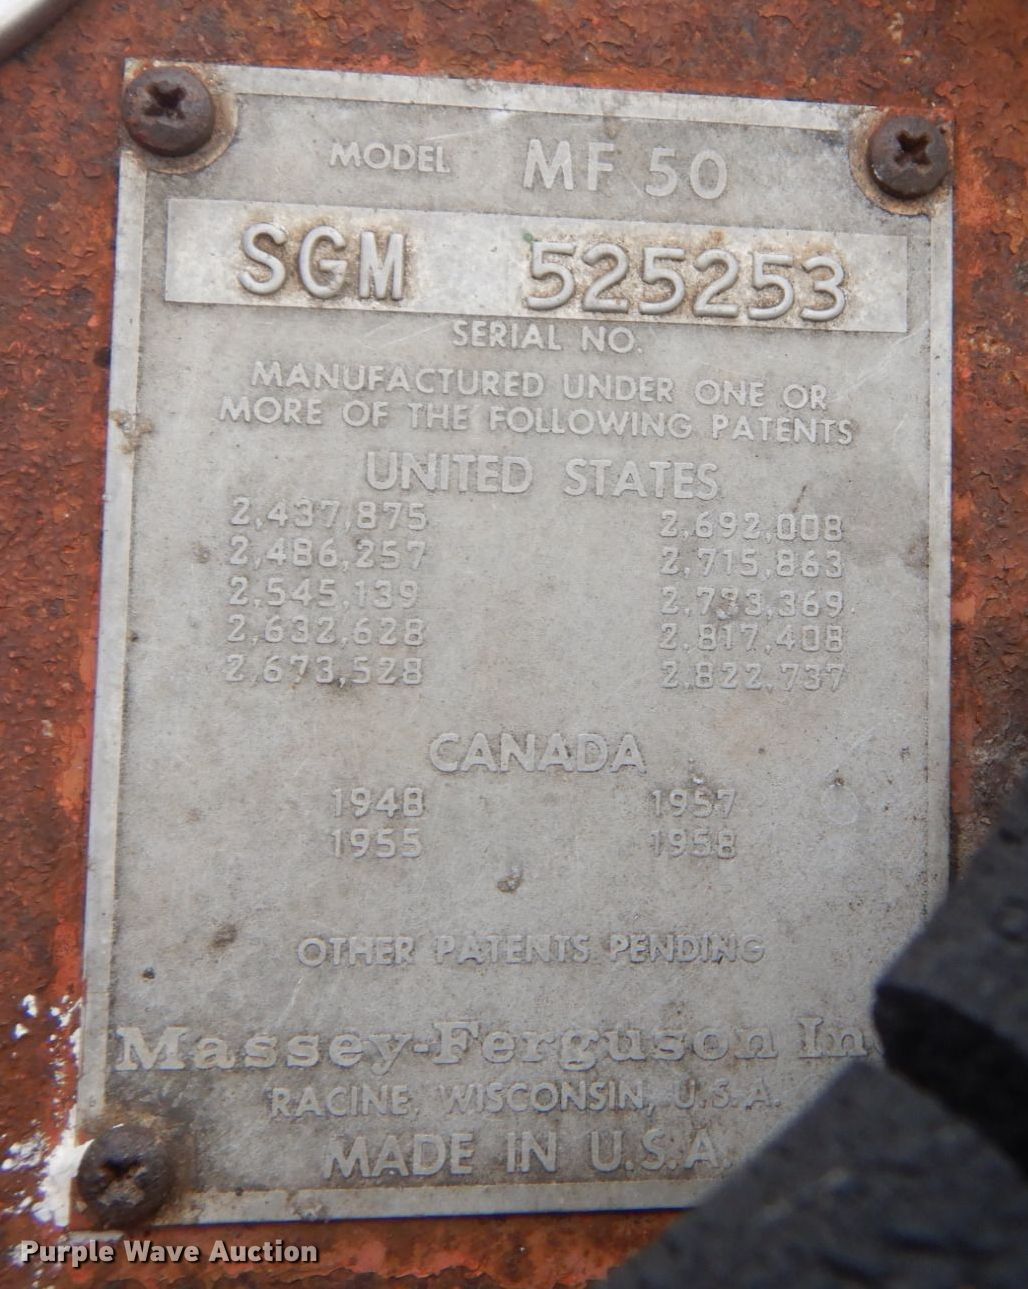 MODEL MF 50
SGM 525253
SERIAL NO.
MANUFACTURED UNDER ONE OR
MORE OF THE FOLLOWING PATENTS
UNITED STATES
2,437,875 2,692,008
2,486,257 2,715,863
2,545,139 2,733,369
2,632,628 2,817,408
2,673,528 2,822,737
CANADA
1948 1957
1955 1958
OTHER PATENTS PENDING
Massey-Ferguson In
RACINE, WISCONSIN, U.S.A.
MADE IN U.S.A.
Purple Wave Auction